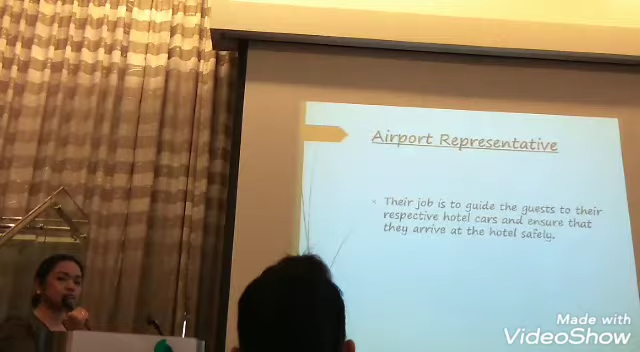 Airport Representative
Their job is to guide the guests to their
respective hotel cars and ensure that
they arrive at the hotel safely.
Made with
VideoShow